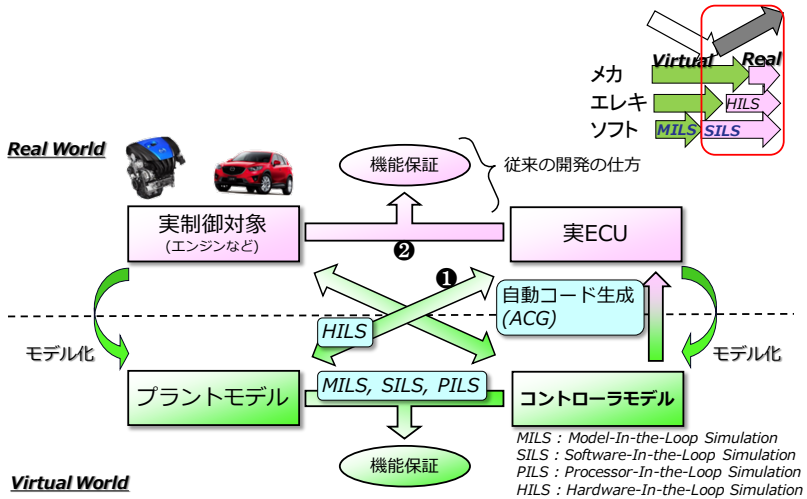 Virtual Real
メカ
エレキ HILS
ソフト MILS SILS
Real World
機能保証
従来の開発の仕方
実制御対象
(エンジンなど)
実ECU
❷
❶
自動コード生成
(ACG)
HILS
モデル化
モデル化
プラントモデル
MILS, SILS, PILS
コントローラモデル
機能保証
MILS : Model-In-the-Loop Simulation
SILS : Software-In-the-Loop Simulation
PILS : Processor-In-the-Loop Simulation
HILS : Hardware-In-the-Loop Simulation
Virtual World